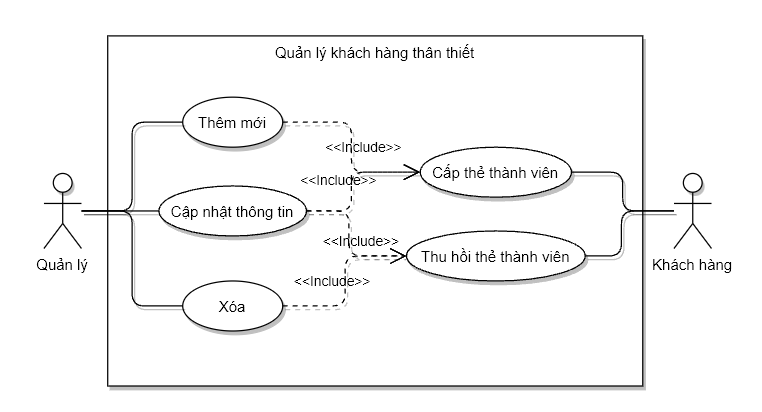 Quản lý khách hàng thân thiết
Thêm mới
<<Include>>
Cấp thẻ thành viên
<<Include>>
Cập nhật thông tin
<<Include>>
Thu hồi thẻ thành viên
Quản lý
Khách hàng
<<Include>>
Xóa